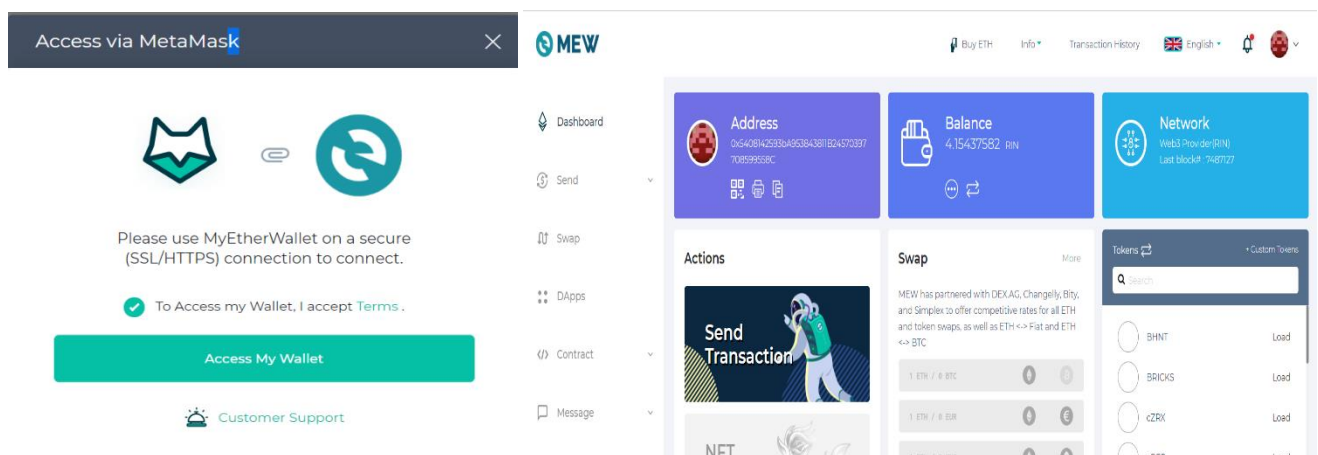 Access via MetaMask
Please use MyEtherWallet on a secure
(SSL/HTTPS) connection to connect.
To Access my Wallet, I accept Terms .
Access My Wallet
Customer Support
MEW
Buy ETH
Info
Transaction History
English
Dashboard
Send
Swap
DApps
Contract
Message
Address
0x5408142593bA953843811B24570397
708599558C
Balance
4.15437582 RIN
Network
Web3 Provider(RIN)
Last block# : 7487127
Actions
Send
Transaction
NFT
Swap
More
MEW has partnered with DEX.AG, Changelly, Bity,
and Simplex to offer competitive rates for all ETH
and token swaps, as well as ETH <-> Fiat and ETH
<-> BTC
1 ETH / 0 BTC
1 ETH / 0 EUR
Tokens
+ Custom Tokens
Search
BHNT
Load
BRICKS
Load
cZRX
Load